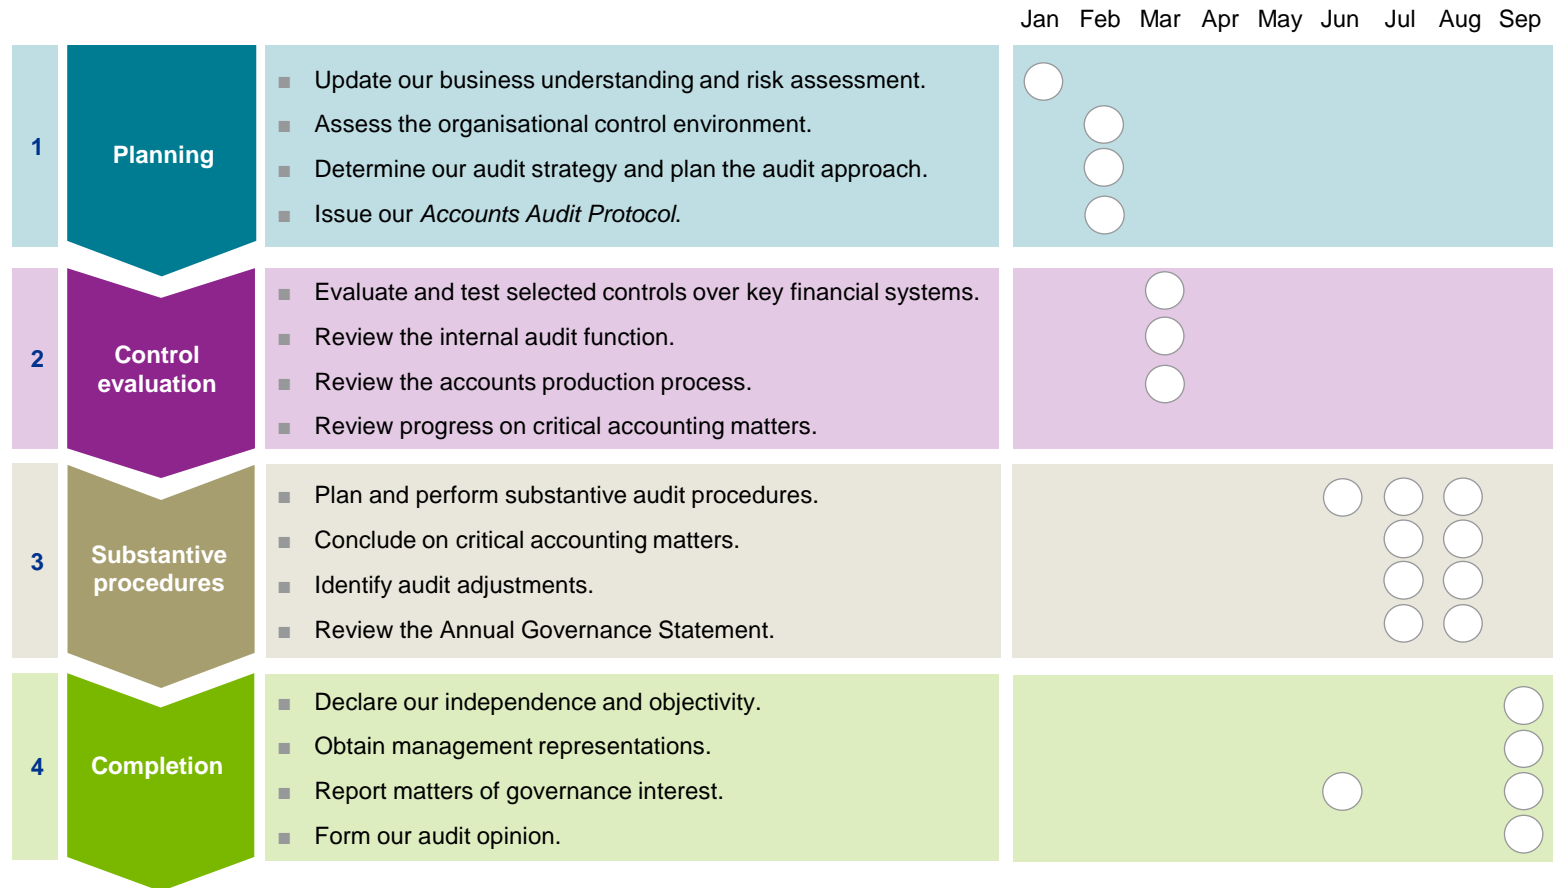 Jan Feb Mar Apr May Jun Jul Aug Sep
1
Planning
■ Update our business understanding and risk assessment.
■ Assess the organisational control environment.
■ Determine our audit strategy and plan the audit approach.
■ Issue our Accounts Audit Protocol.
2
Control
evaluation
■ Evaluate and test selected controls over key financial systems.
■ Review the internal audit function.
■ Review the accounts production process.
■ Review progress on critical accounting matters.
3
Substantive
procedures
■ Plan and perform substantive audit procedures.
■ Conclude on critical accounting matters.
■ Identify audit adjustments.
■ Review the Annual Governance Statement.
4
Completion
■ Declare our independence and objectivity.
■ Obtain management representations.
■ Report matters of governance interest.
■ Form our audit opinion.